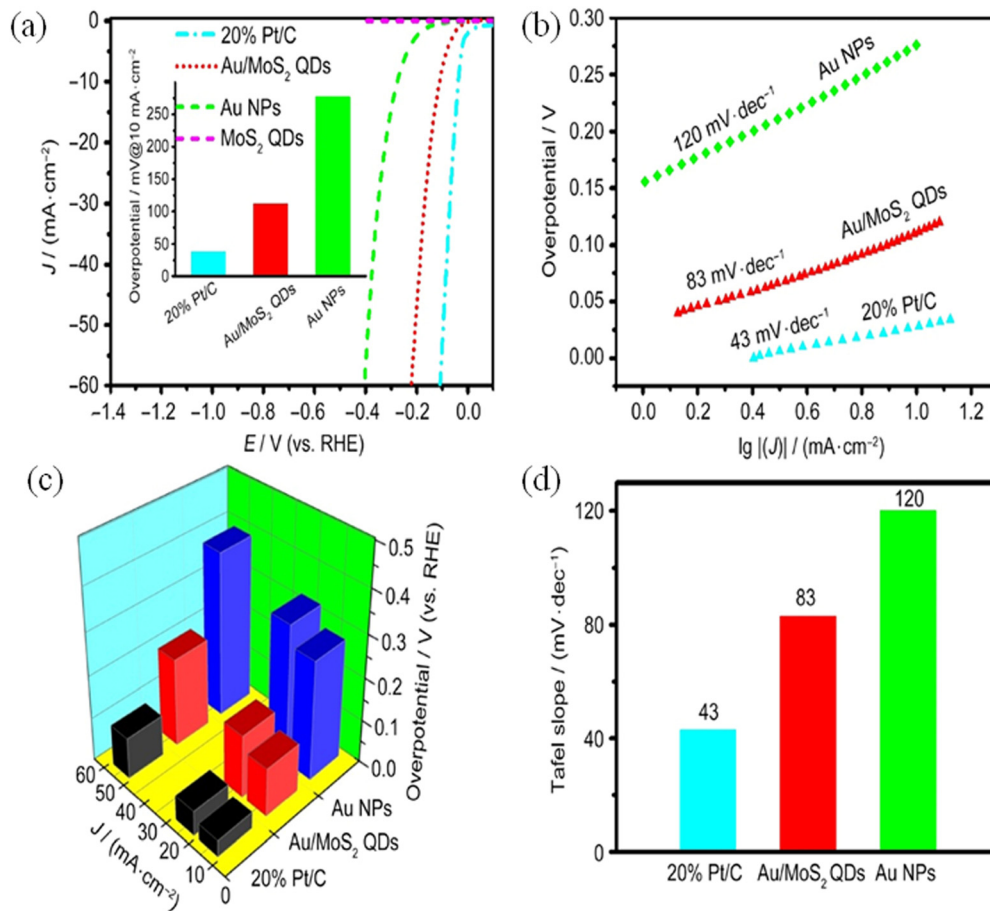 (a)
0
−10
−20
−30
−40
−50
−60
J / (mA·cm−2)
−1.4
−1.2
−1.0
−0.8
−0.6
−0.4
−0.2
0.0
E / V (vs. RHE)
20% Pt/C
Au/MoS2 QDs
Au NPs
MoS2 QDs
Overpotential / mV@10 mA·cm−2
250
200
150
100
50
0
20% Pt/C
Au/MoS2 QDs
Au NPs
(b)
0.30
0.25
0.20
0.15
0.10
0.05
0.00
Overpotential / V
120 mV·dec−1
Au NPs
83 mV·dec−1
Au/MoS2 QDs
43 mV·dec−1
20% Pt/C
0.0
0.2
0.4
0.6
0.8
1.0
1.2
lg |(J)| / (mA·cm−2)
(c)
0.5
0.4
0.3
0.2
0.1
0.0
Overpotential / V (vs. RHE)
60
50
40
30
20
10
0
J / (mA·cm−2)
Au NPs
Au/MoS2 QDs
20% Pt/C
(d)
120
80
40
0
Tafel slope / (mV·dec−1)
43
83
120
20% Pt/C
Au/MoS2 QDs
Au NPs